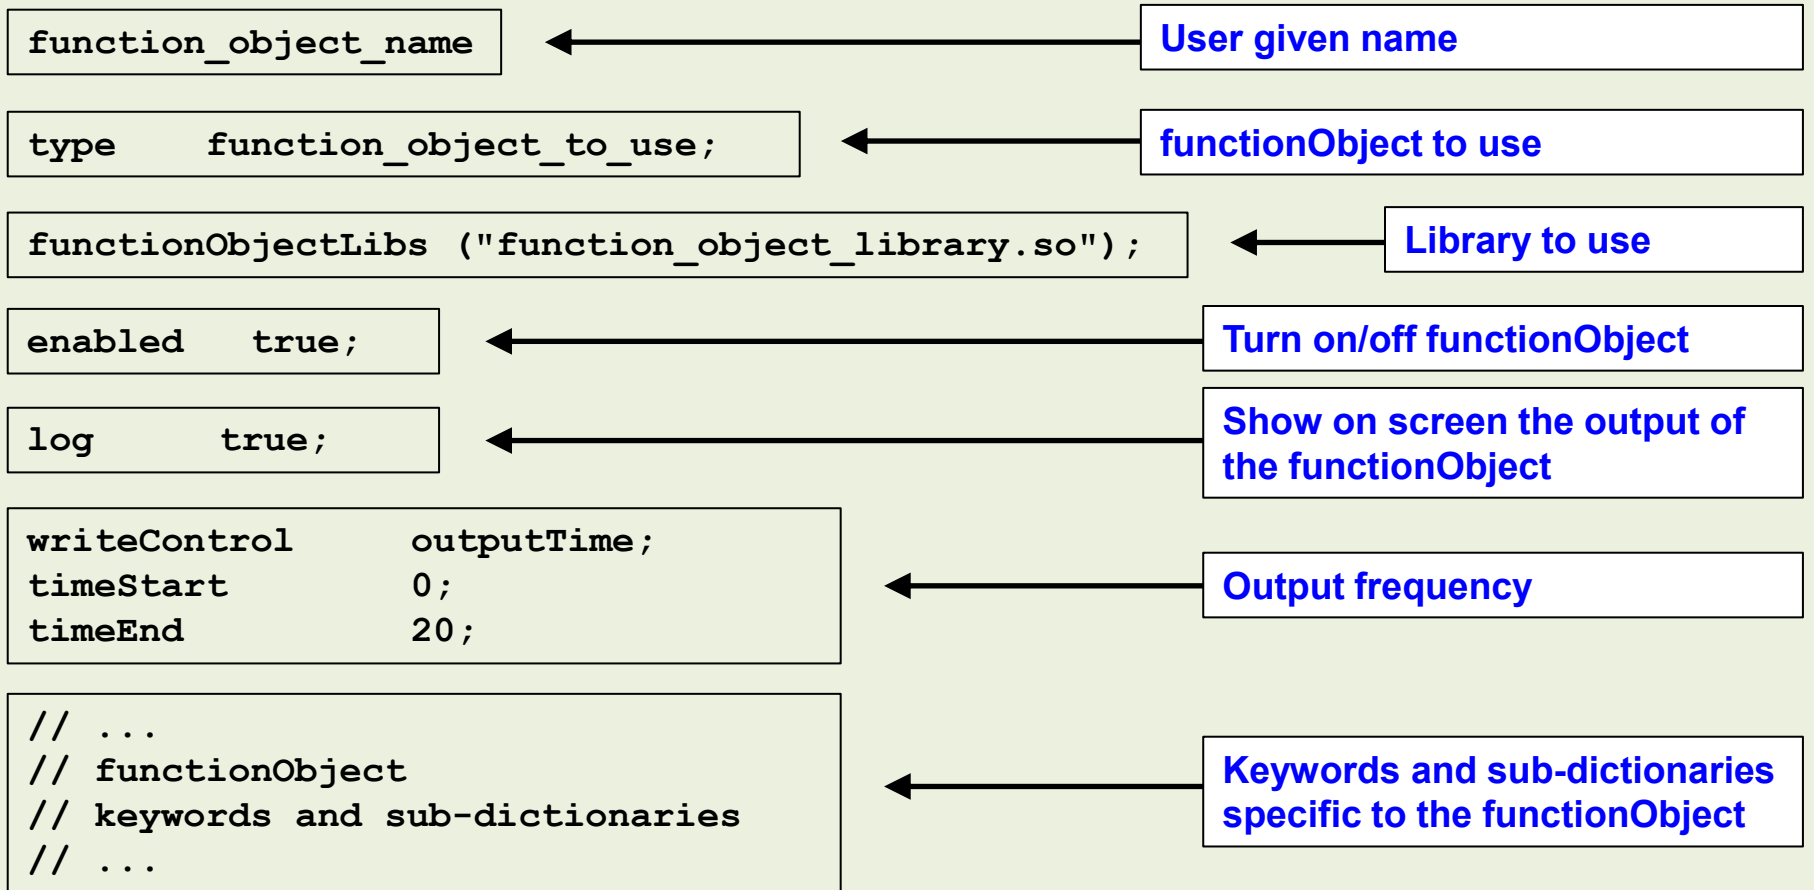 function_object_name
User given name
type function_object_to_use;
functionObject to use
functionObjectLibs ("function_object_library.so");
Library to use
enabled true;
Turn on/off functionObject
log true;
Show on screen the output of
the functionObject
writeControl outputTime;
timeStart 0;
timeEnd 20;
Output frequency
// ...
// functionObject
// keywords and sub-dictionaries
// ...
Keywords and sub-dictionaries
specific to the functionObject